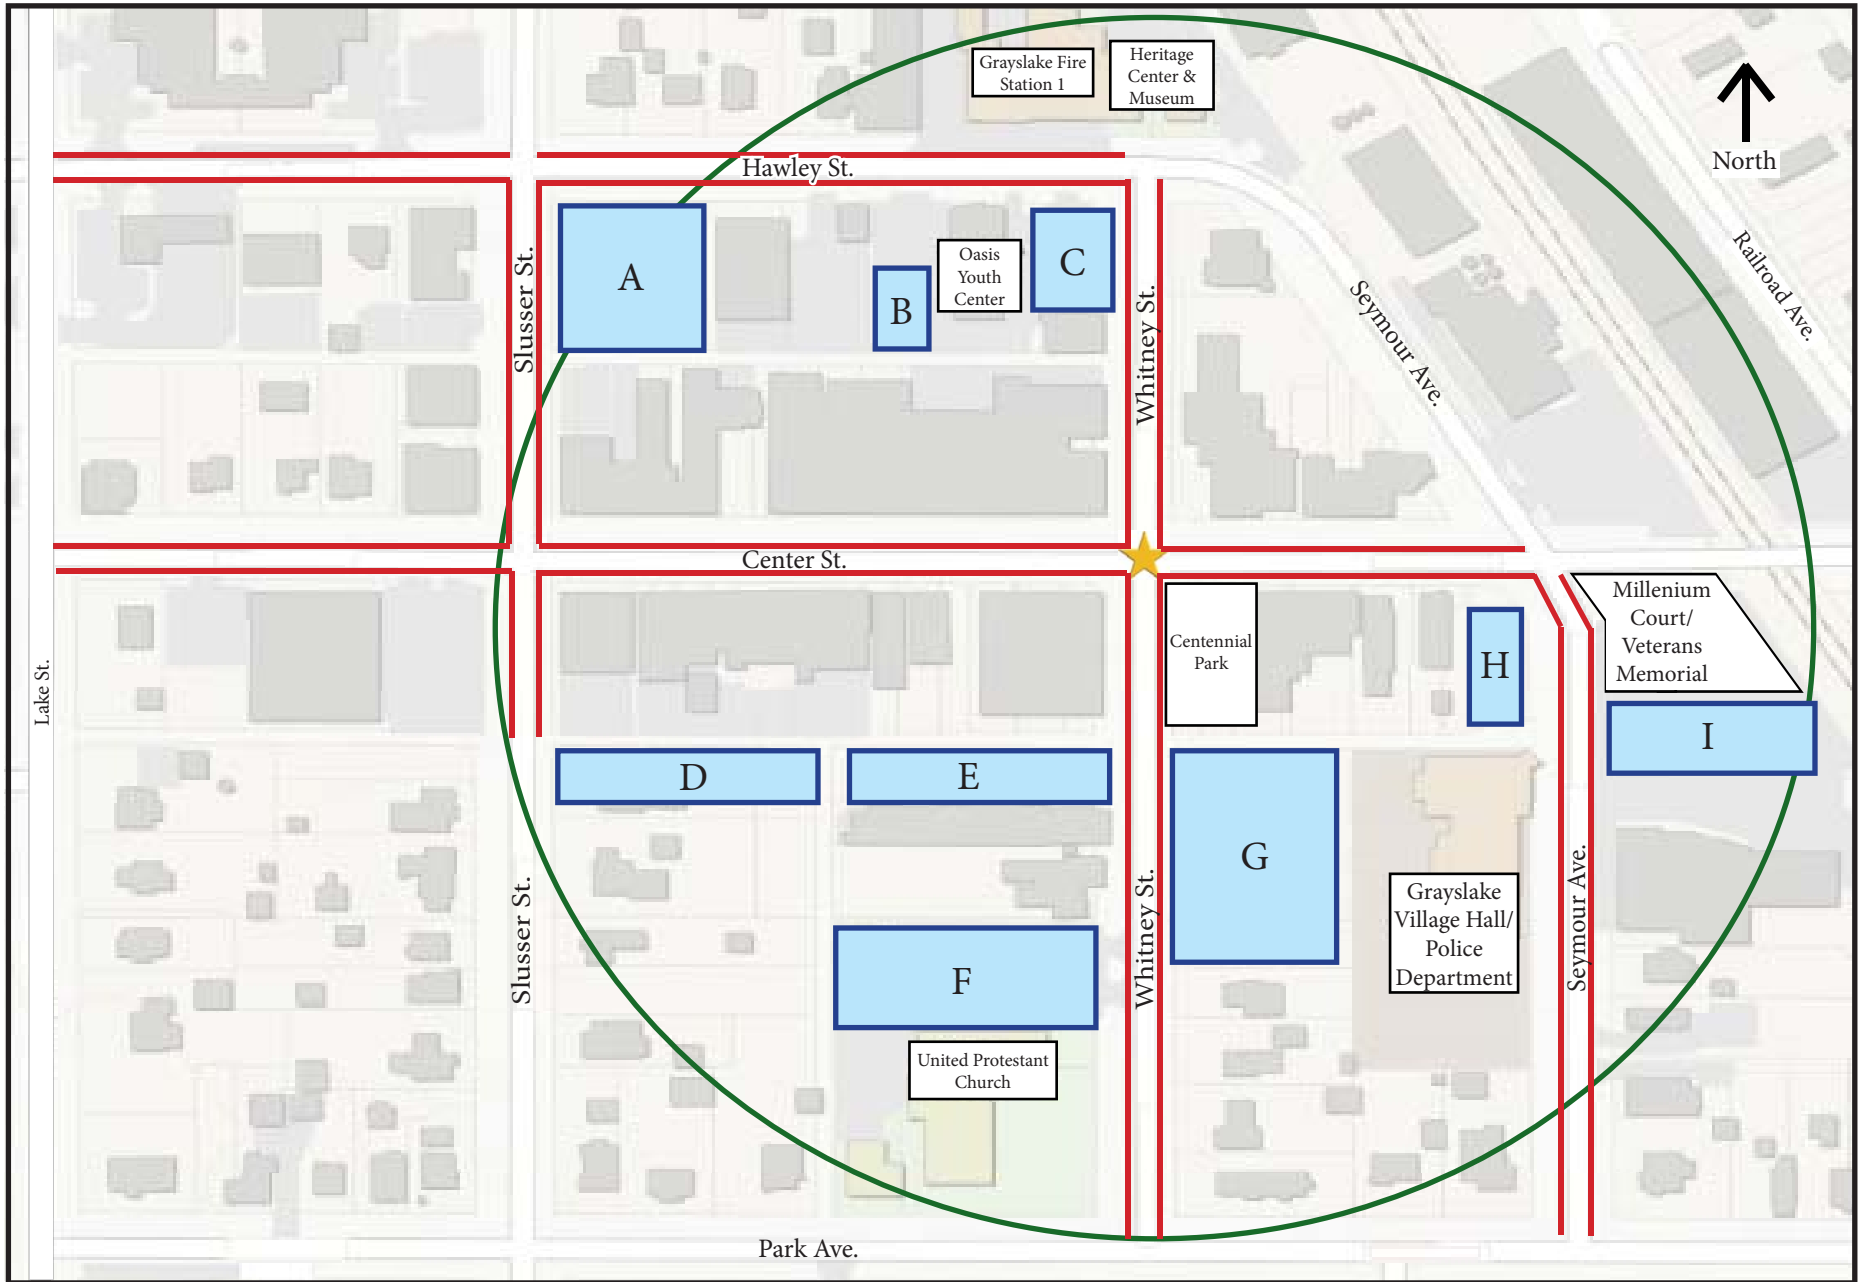 Grayslake Fire
Station 1
Heritage
Center &
Museum
North
Hawley St.
Railroad Ave.
A
B
Oasis
Youth
Center
C
Slusser St.
Whitney St.
Seymour Ave.
Center St.
Lake St.
Centennial
Park
H
Millenium
Court/
Veterans
Memorial
I
D
E
G
F
Slusser St.
Whitney St.
Grayslake
Village Hall/
Police
Department
Seymour Ave.
United Protestant
Church
Park Ave.